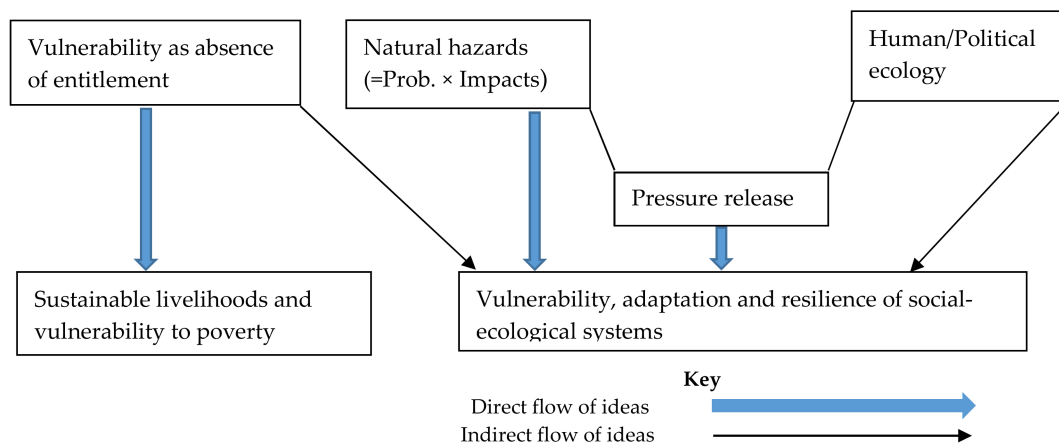 Vulnerability as absence
of entitlement
Natural hazards
(=Prob. × Impacts)
Human/Political
ecology
Pressure release
Sustainable livelihoods and
vulnerability to poverty
Vulnerability, adaptation and resilience of social-
ecological systems
Key
Direct flow of ideas
Indirect flow of ideas